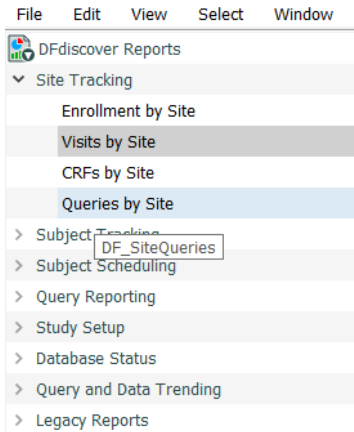 File Edit View Select Window
DFdiscover Reports
Site Tracking
Enrollment by Site
Visits by Site
CRFs by Site
Queries by Site
Subject Tracking
DF_SiteQueries
Subject Scheduling
Query Reporting
Study Setup
Database Status
Query and Data Trending
Legacy Reports